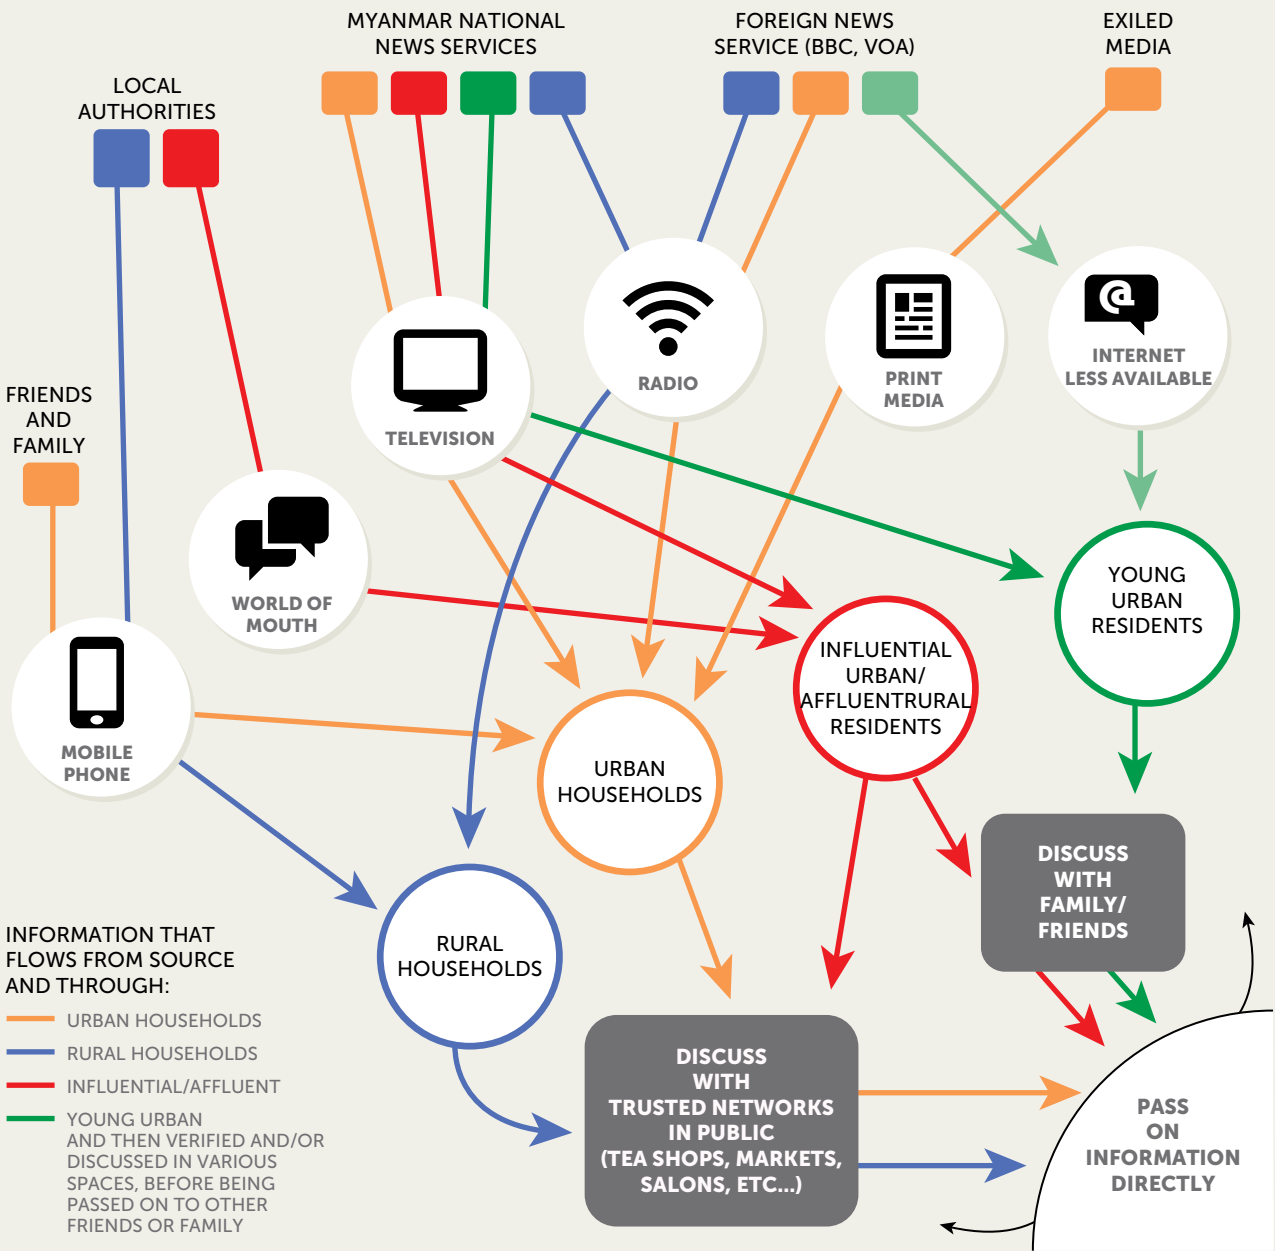 MYANMAR NATIONAL
NEWS SERVICES
FOREIGN NEWS
SERVICE (BBC, VOA)
EXILED
MEDIA
LOCAL
AUTHORITIES
FRIENDS
AND
FAMILY
TELEVISION
RADIO
PRINT
MEDIA
@
INTERNET
LESS AVAILABLE
WORLD OF
MOUTH
MOBILE
PHONE
YOUNG
URBAN
RESIDENTS
INFLUENTIAL
URBAN/
AFFLUENTRURAL
RESIDENTS
URBAN
HOUSEHOLDS
RURAL
HOUSEHOLDS
DISCUSS
WITH
FAMILY/
FRIENDS
DISCUSS
WITH
TRUSTED NETWORKS
IN PUBLIC
(TEA SHOPS, MARKETS,
SALONS, ETC...)
PASS
ON
INFORMATION
DIRECTLY
INFORMATION THAT
FLOWS FROM SOURCE
AND THROUGH:
URBAN HOUSEHOLDS
RURAL HOUSEHOLDS
INFLUENTIAL/AFFLUENT
YOUNG URBAN
AND THEN VERIFIED AND/OR
DISCUSSED IN VARIOUS
SPACES, BEFORE BEING
PASSED ON TO OTHER
FRIENDS OR FAMILY